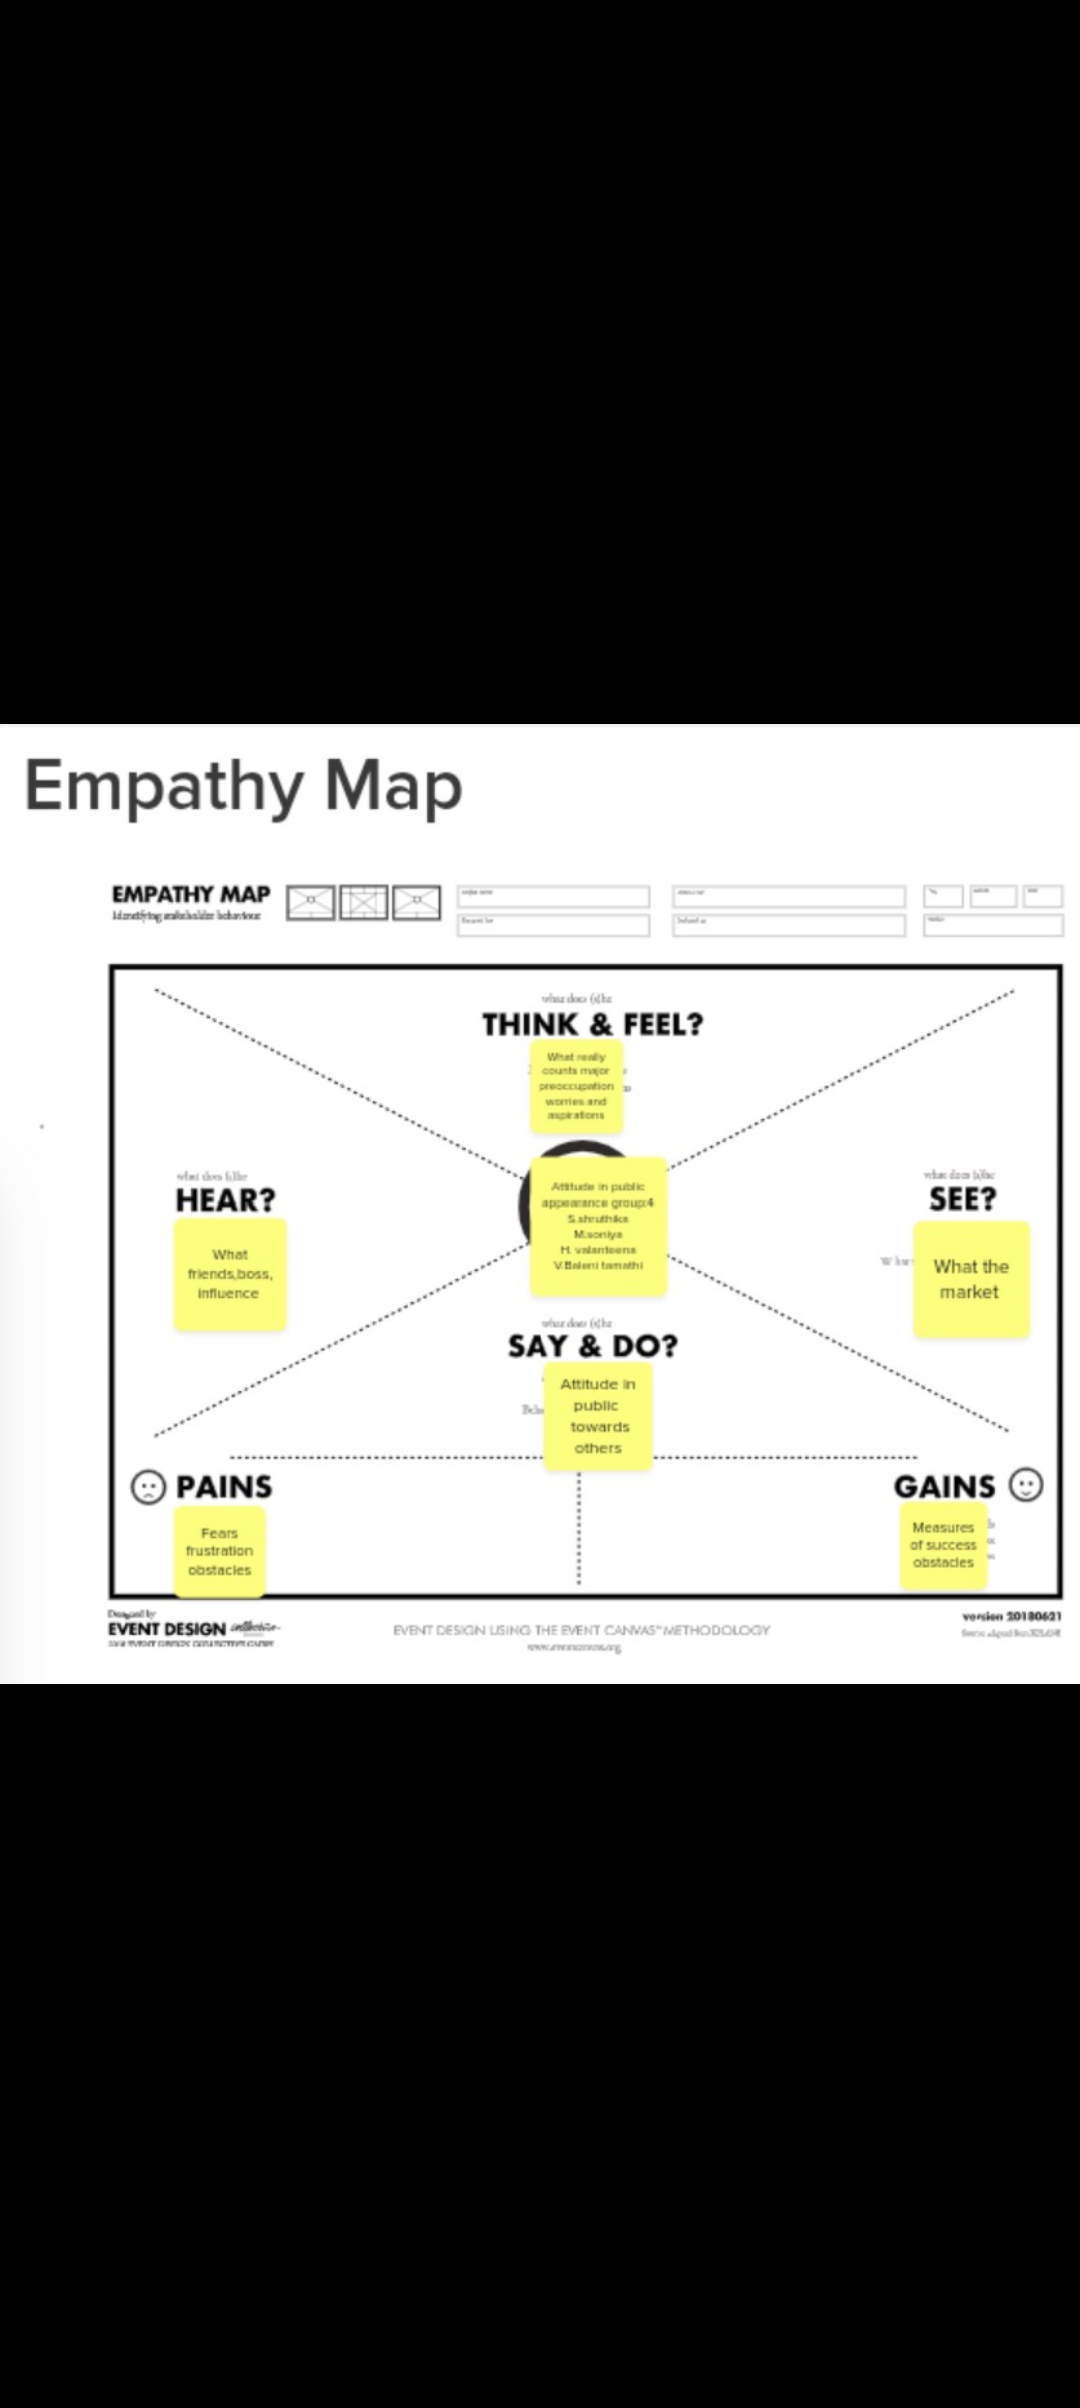 Empathy Map
EMPATHY MAP
Identifying stakeholder behaviour
what does (s)he
THINK & FEEL?
What really
counts major
preoccupation
worries and
aspirations
what does (s)he
HEAR?
What
friends,boss,
influence
Attitude in public
appearance group:4
S.shruthika
M.soniya
H. valanteena
V.Baleni tamathi
what does (s)he
SEE?
What the
market
what does (s)he
SAY & DO?
Attitude in
public
towards
others
PAINS
Fears
frustration
obstacles
GAINS
Measures
of success
obstacles
Designed by
EVENT DESIGN collective
EVENT DESIGN USING THE EVENT CANVAS™ METHODOLOGY
www.eventcanvas.org
version 20180621